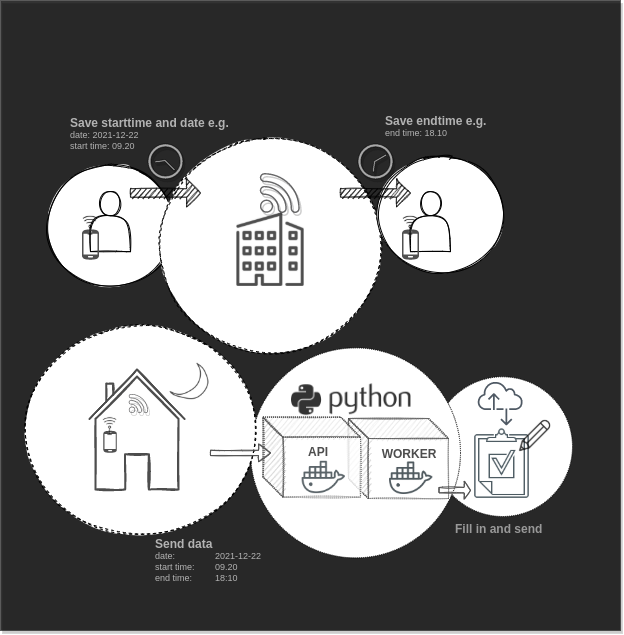 Save starttime and date e.g.
date: 2021-12-22
start time: 09.20
Save endtime e.g.
end time: 18.10
python
API
WORKER
Fill in and send
Send data
date: 2021-12-22
start time: 09.20
end time: 18:10